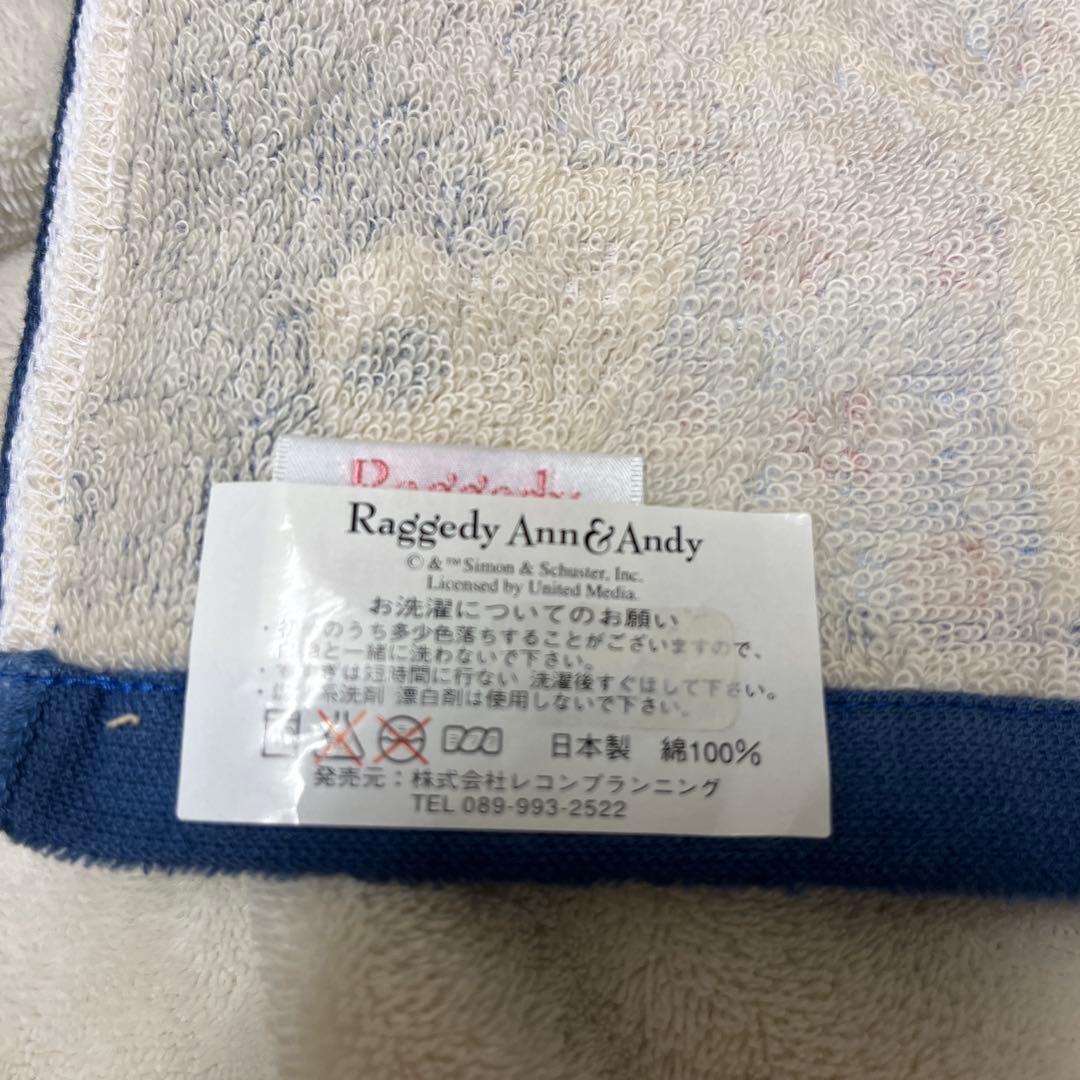 Raggedy
Raggedy Ann & Andy
© & ™ Simon & Schuster, Inc.
Licensed by United Media.
お洗濯についてのお願い
・初 のうち多少色落ちすることがございますので、
と一緒に洗わないで下さい。
・ ぎは短時間に行ない 洗濯後すぐほして下さい。
・ 系洗剤 漂白剤は使用しないで下さい。
日本製 綿100%
発売元：株式会社レコンプランニング
TEL 089-993-2522